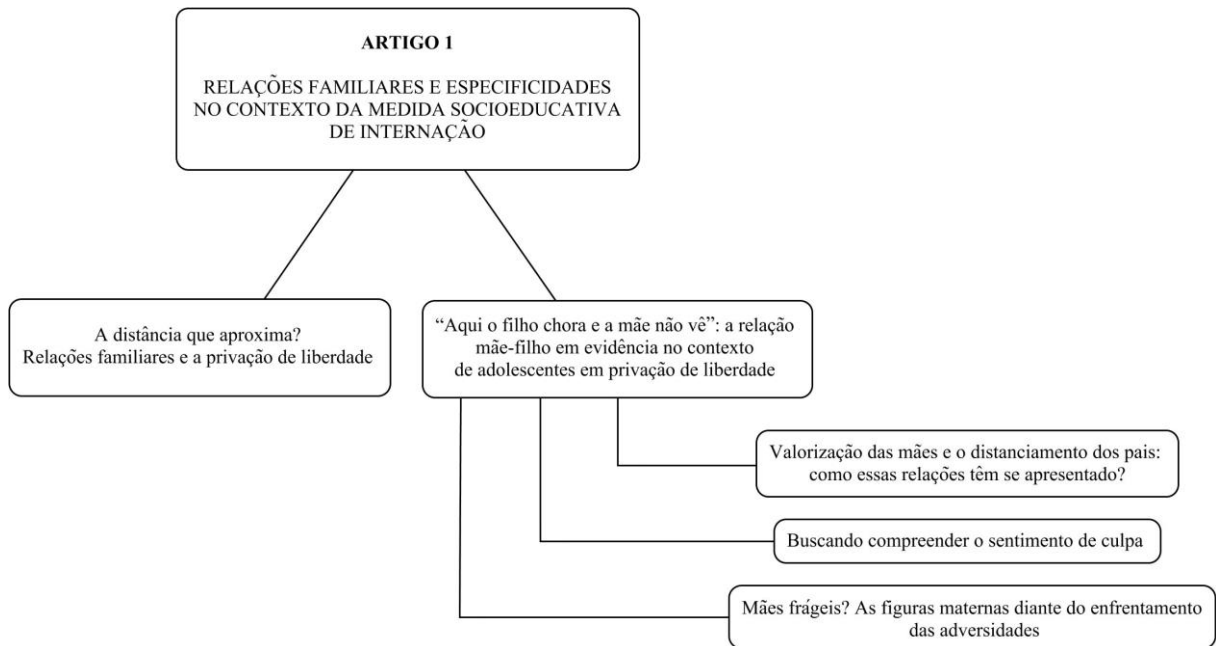 ARTIGO 1
RELAÇÕES FAMILIARES E ESPECIFICIDADES
NO CONTEXTO DA MEDIDA SOCIOEDUCATIVA
DE INTERNAÇÃO
A distância que aproxima?
Relações familiares e a privação de liberdade
“Aqui o filho chora e a mãe não vê”: a relação
mãe-filho em evidência no contexto
de adolescentes em privação de liberdade
Valorização das mães e o distanciamento dos pais:
como essas relações têm se apresentado?
Buscando compreender o sentimento de culpa
Mães frágeis? As figuras maternas diante do enfrentamento
das adversidades